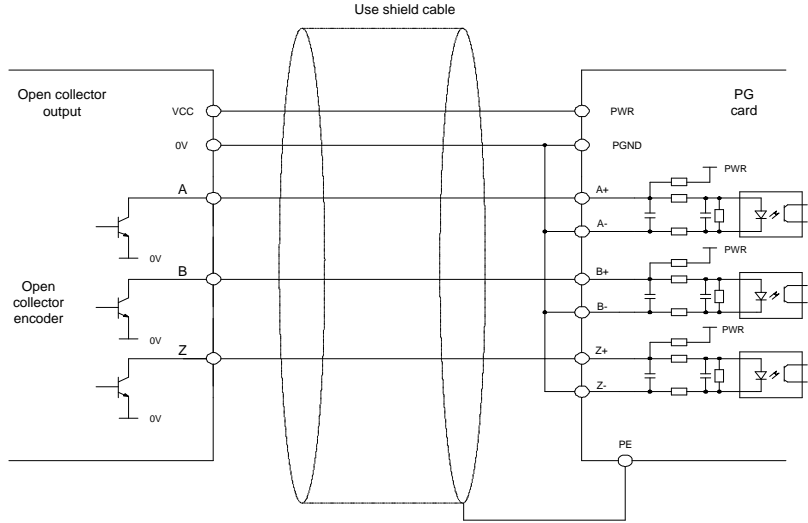 Use shield cable
Open collector
output
VCC
PWR
PG
card
0V
PGND
PWR
A
A+
A-
0V
PWR
B
B+
Open
collector
encoder
B-
0V
PWR
Z
Z+
Z-
0V
PE